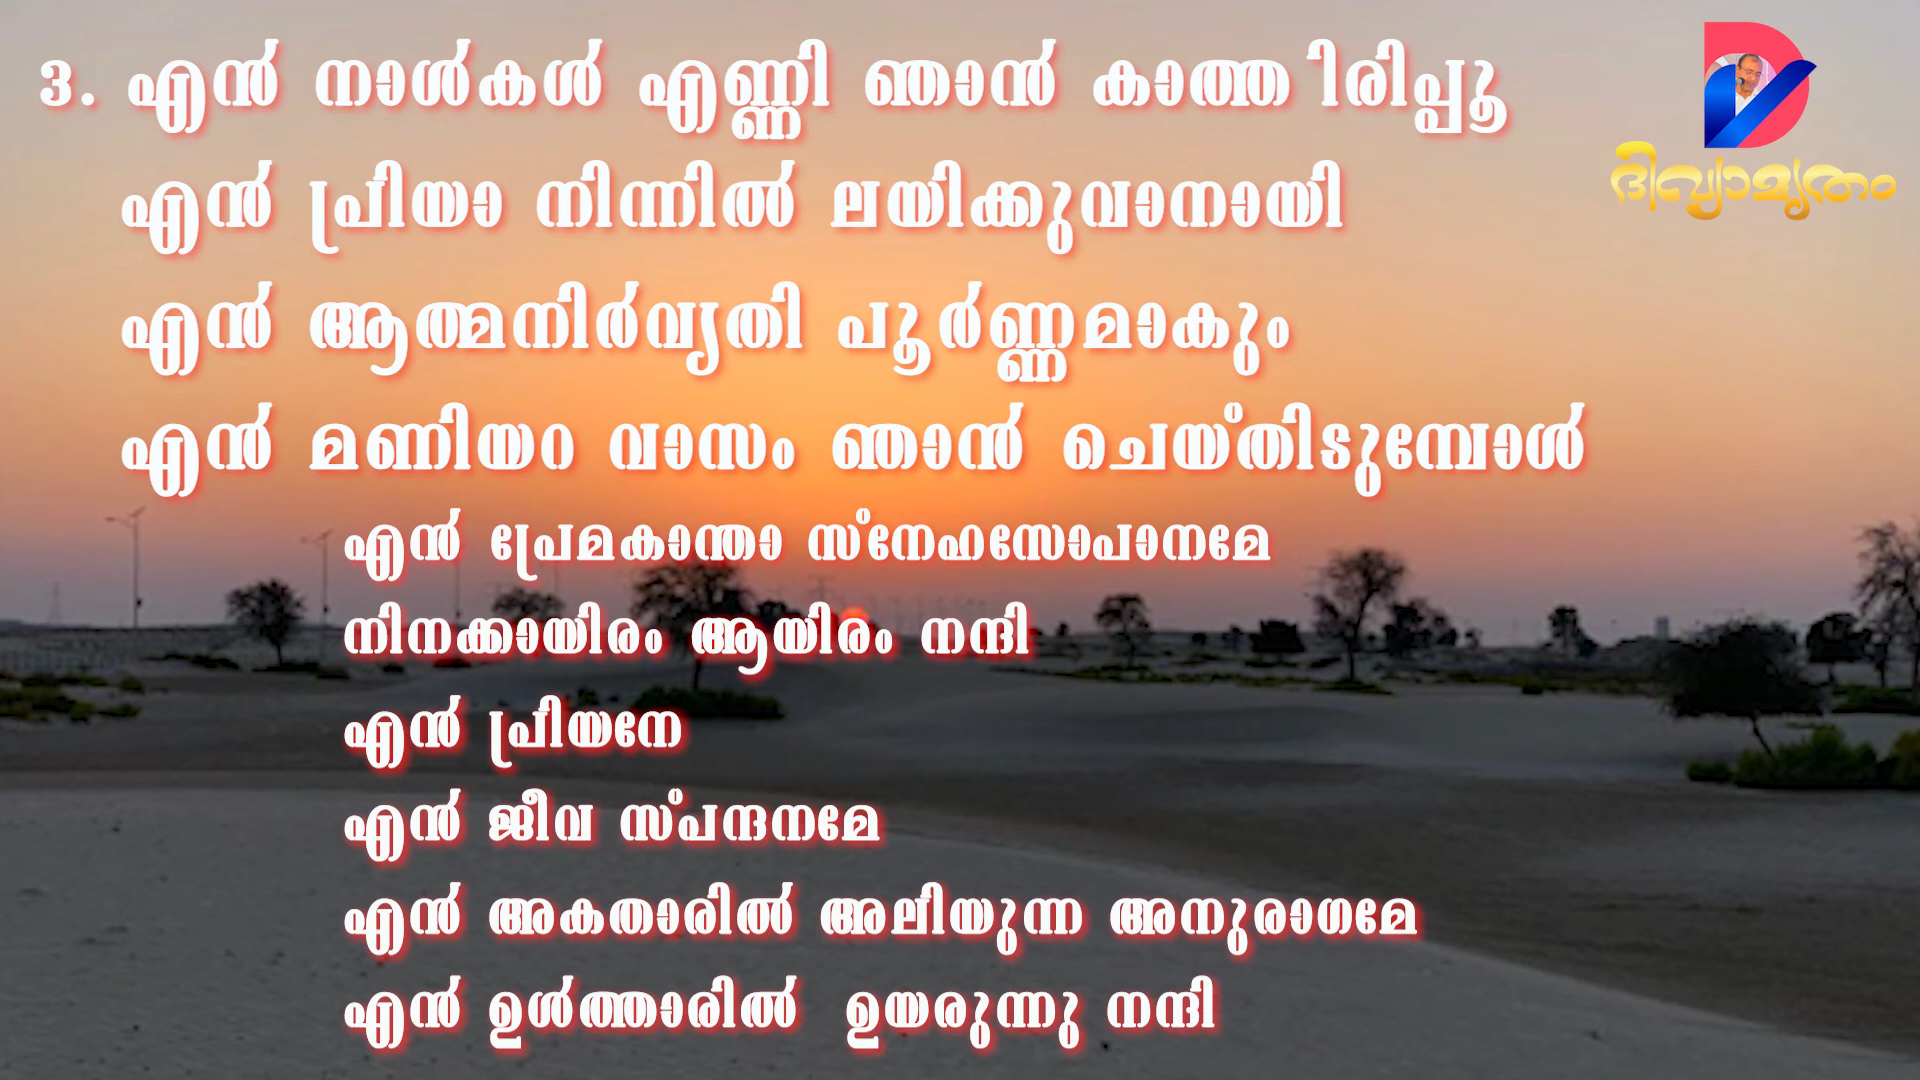 3. എൻ നാൾകൾ എണ്ണി ഞാൻ കാത്തിരിപ്പൂ
ദിവ്യാമൃതം
എൻ പ്രിയാ നിന്നിൽ ലയിക്കുവാനായി
എൻ ആത്മനിർവൃതി പൂർണ്ണമാകും
എൻ മണിയറ വാസം ഞാൻ ചെയ്തിടുമ്പോൾ
എൻ പ്രേമകാന്താ സ്നേഹസോപാനമേ
നിനക്കായിരം ആയിരം നന്ദി
എൻ പ്രിയനേ
എൻ ജീവ സ്പന്ദനമേ
എൻ അകതാരിൽ അലിയുന്ന അനുരാഗമേ
എൻ ഉൾത്താരിൽ ഉയരുന്നു നന്ദി